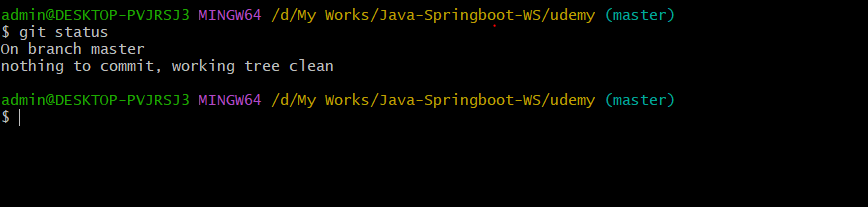 admin@DESKTOP-PVJRSJ3 MINGW64 /d/My Works/Java-Springboot-WS/udemy (master)
$ git status
On branch master
nothing to commit, working tree clean
admin@DESKTOP-PVJRSJ3 MINGW64 /d/My Works/Java-Springboot-WS/udemy (master)
$